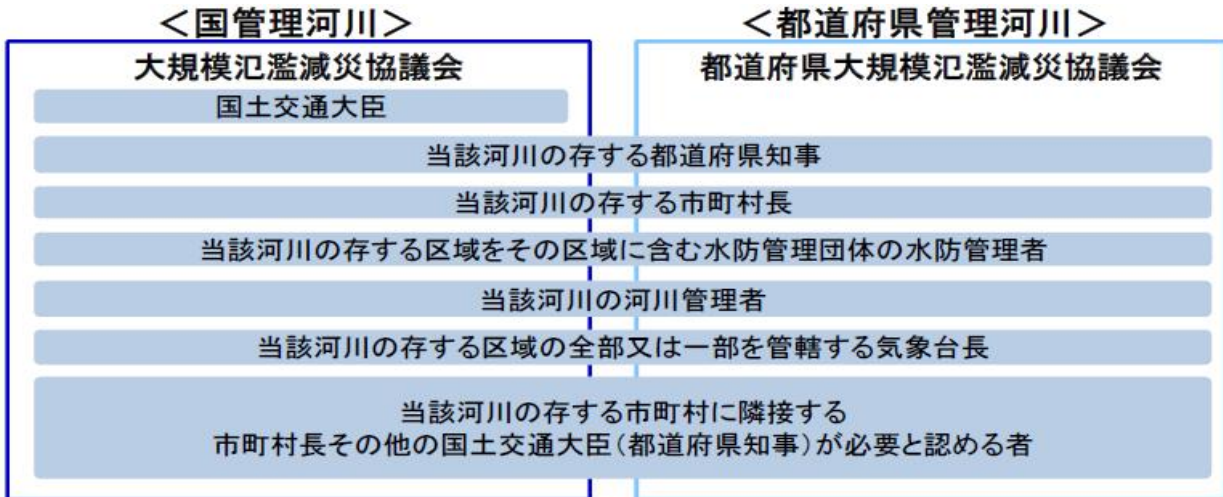 ＜国管理河川＞
＜都道府県管理河川＞
大規模氾濫減災協議会
都道府県大規模氾濫減災協議会
国土交通大臣
当該河川の存する都道府県知事
当該河川の存する市町村長
当該河川の存する区域をその区域に含む水防管理団体の水防管理者
当該河川の河川管理者
当該河川の存する区域の全部又は一部を管轄する気象台長
当該河川の存する市町村に隣接する
市町村長その他の国土交通大臣（都道府県知事）が必要と認める者